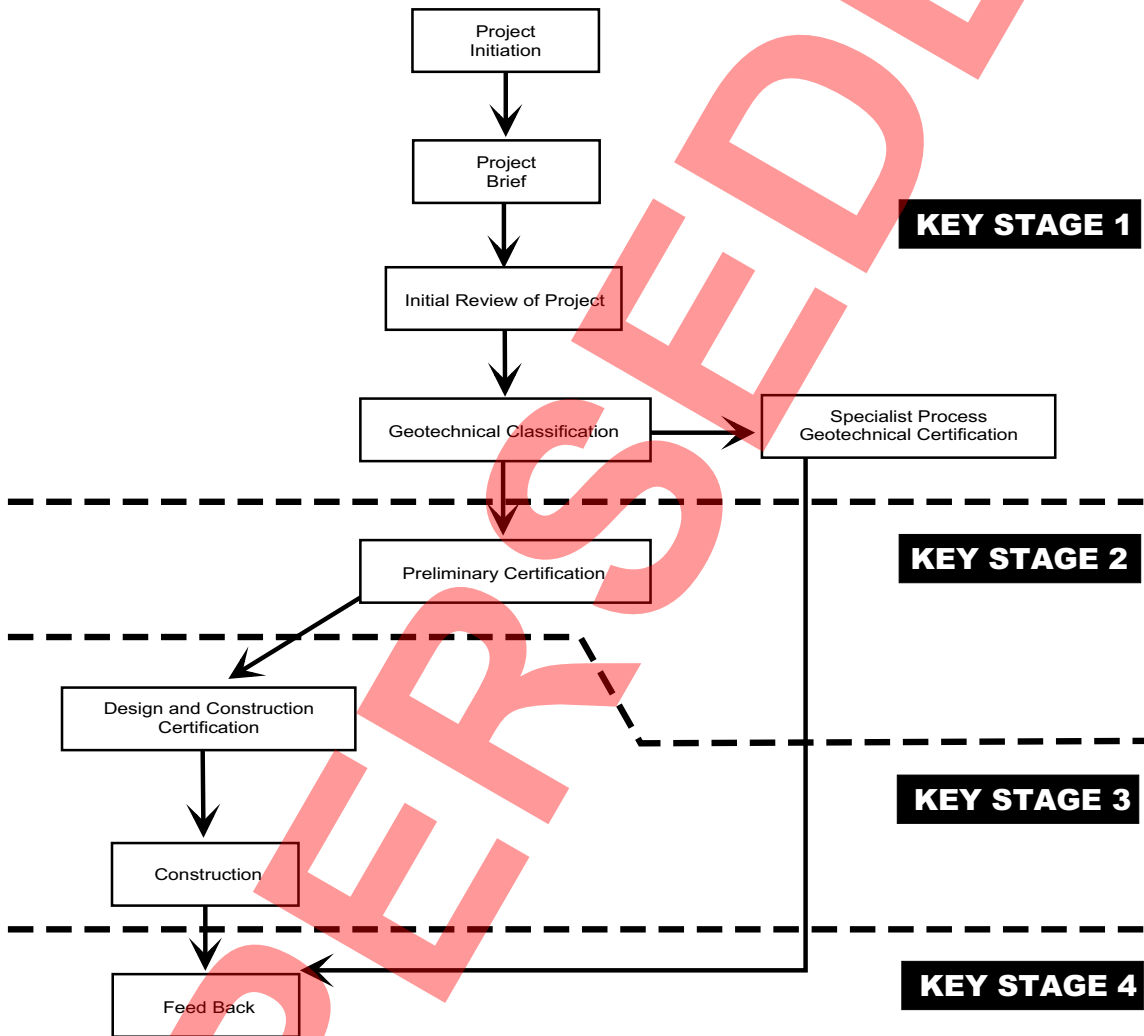 Project
Initiation
Project
Brief
KEY STAGE 1
Initial Review of Project
Geotechnical Classification
Specialist Process
Geotechnical Certification
KEY STAGE 2
Preliminary Certification
Design and Construction
Certification
KEY STAGE 3
Construction
Feed Back
KEY STAGE 4
PERSEDE